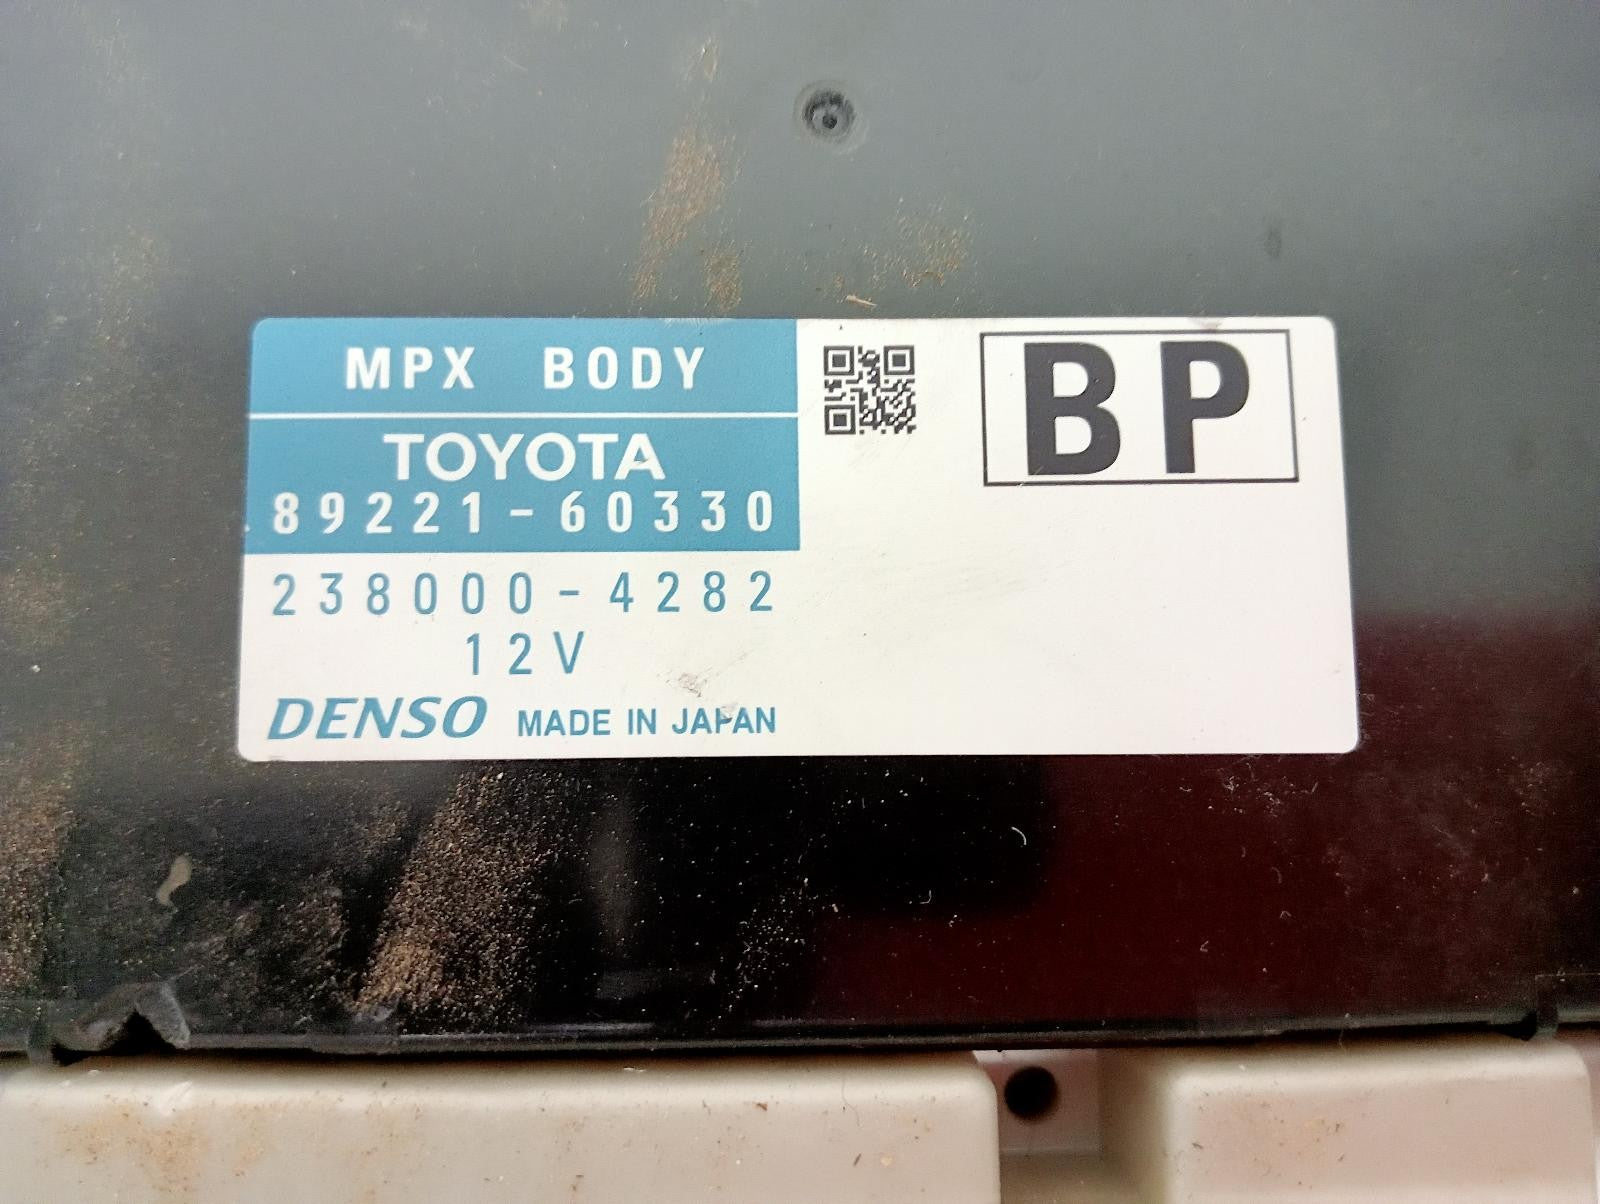 MPX BODY
BP
TOYOTA
89221-60330
238000-4282
12V
DENSO MADE IN JAPAN